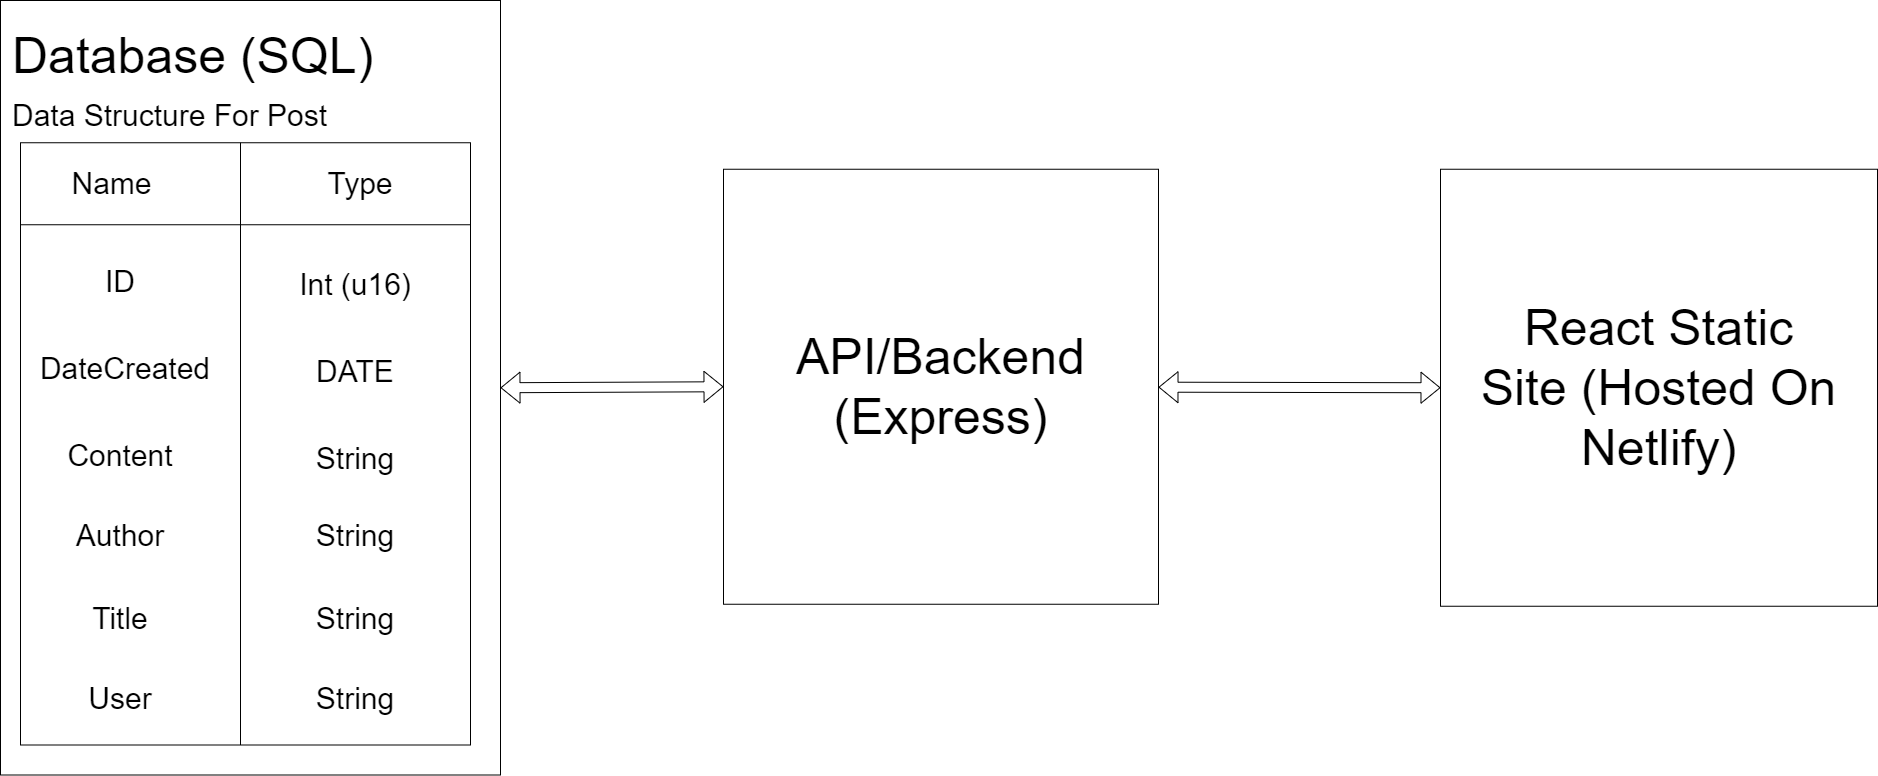 Database (SQL)
Data Structure For Post
Name Type
ID Int (u16)
DateCreated DATE
Content String
Author String
Title String
User String
API/Backend
(Express)
React Static
Site (Hosted On
Netlify)